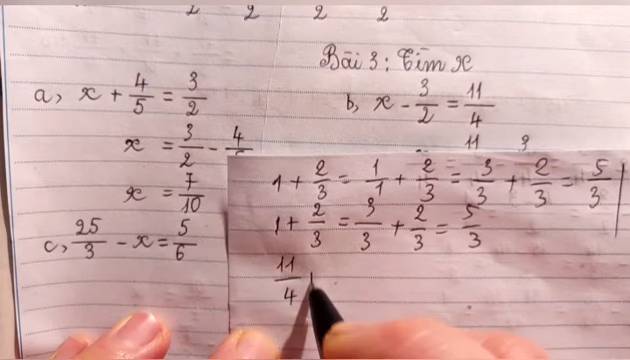 Bài 3: Tìm x
a, x + 4/5 = 3/2
x = 3/2 - 4/
x = 7/10
b, x - 3/2 = 11/4
c, 25/3 - x = 5/6
1 + 2/3 = 1/1 + 2/3 = 3/3 + 2/3 = 5/3
1 + 2/3 = 3/3 + 2/3 = 5/3
11/4